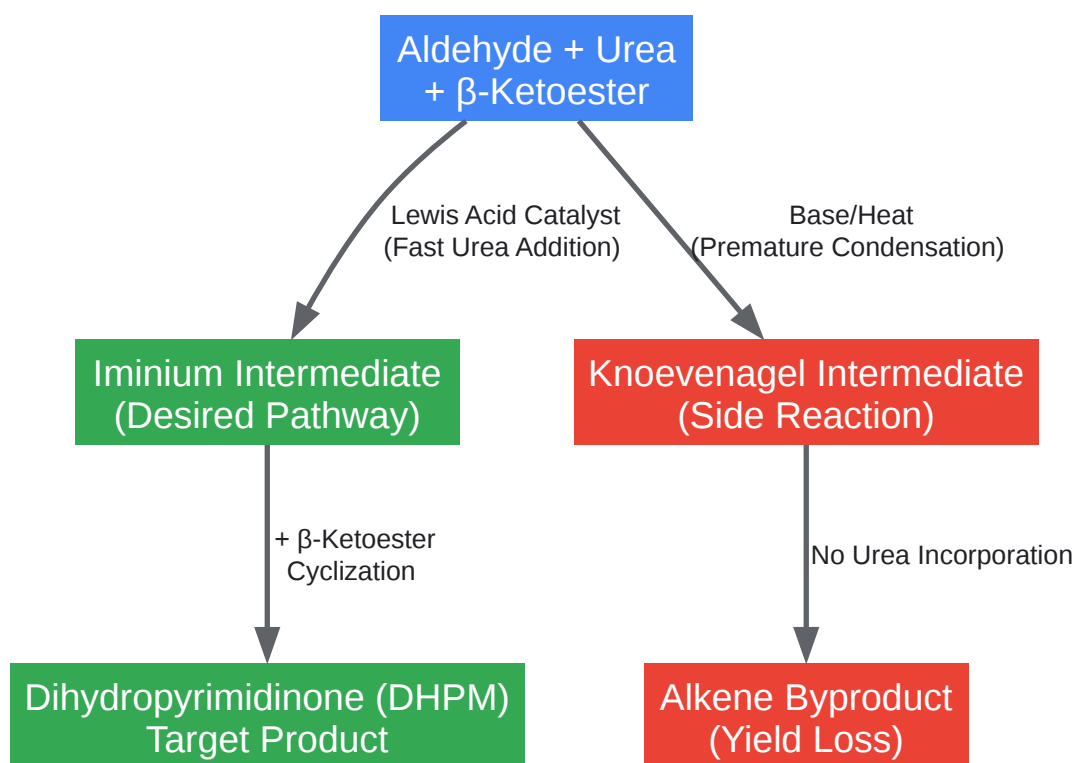 Aldehyde + Urea
+ β-Ketoester
Lewis Acid Catalyst
(Fast Urea Addition)
Base/Heat
(Premature Condensation)
Iminium Intermediate
(Desired Pathway)
Knoevenagel Intermediate
(Side Reaction)
+ β-Ketoester
Cyclization
No Urea Incorporation
Dihydropyrimidinone (DHPM)
Target Product
Alkene Byproduct
(Yield Loss)